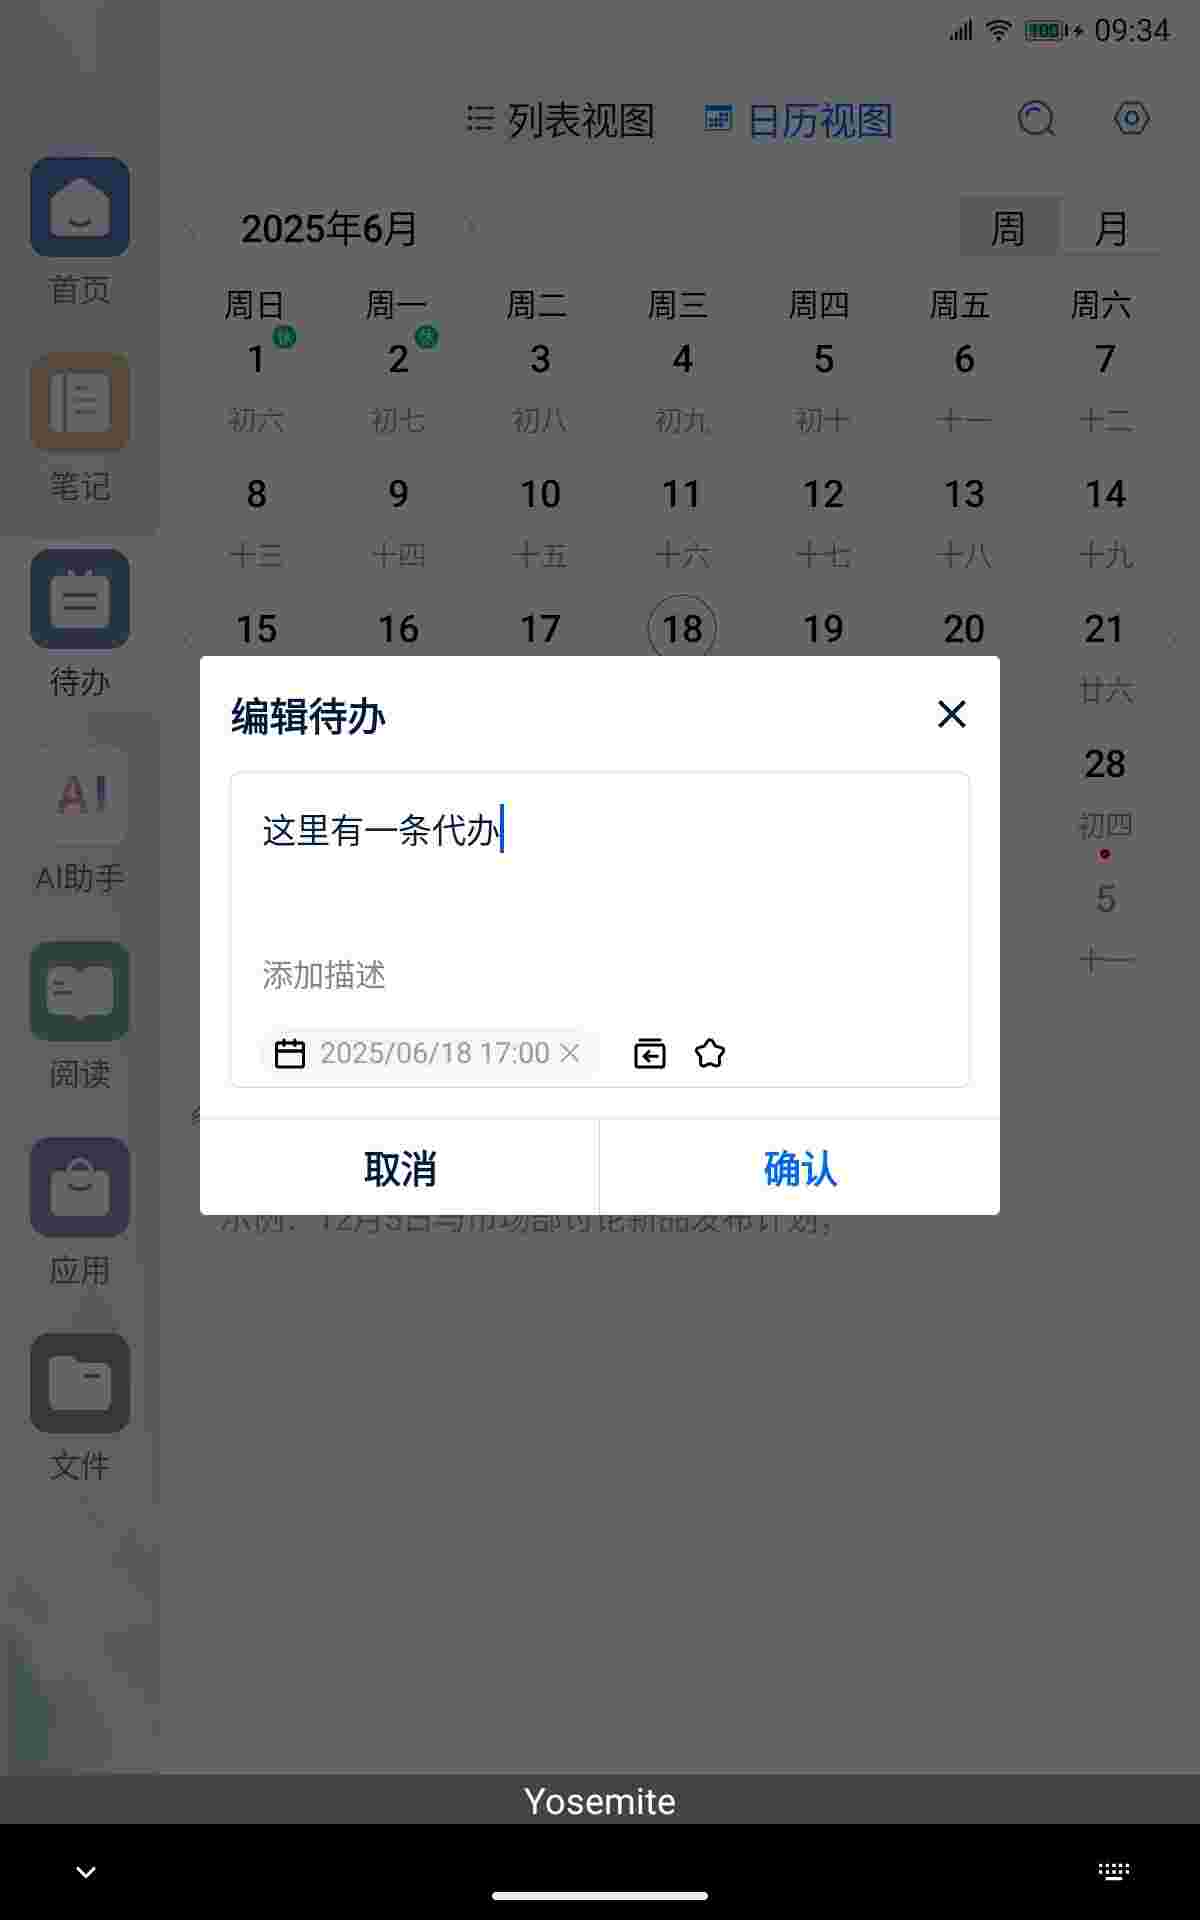 09:34
列表视图 日历视图
2025年6月 周 月
周日 周一 周二 周三 周四 周五 周六
休 休
1 2 3 4 5 6 7
初六 初七 初八 初九 初十 十一 十二
8 9 10 11 12 13 14
十三 十四 十五 十六 十七 十八 十九
15 16 17 18 19 20 21
廿六
28
初四
5
十一
首页
笔记
待办
AI
AI助手
阅读
应用
文件
编辑待办
这里有一条代办
添加描述
2025/06/18 17:00
取消 确认
示例：12月3日与市场部讨论新品发布计划；
Yosemite